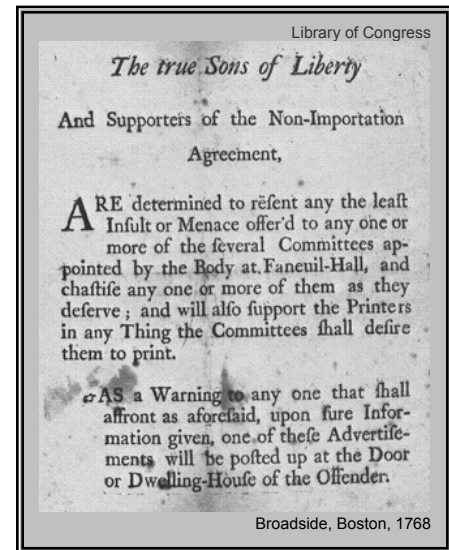 Library of Congress
The true Sons of Liberty
And Supporters of the Non-Importation
Agreement,
ARE determined to reſent any the leaſt
Inſult or Menace offer'd to any one or
more of the ſeveral Committees ap-
pointed by the Body at Faneuil-Hall, and
chaſtiſe any one or more of them as they
deſerve; and will alſo ſupport the Printers
in any Thing the Committees ſhall deſire
them to print.
☞AS a Warning to any one that ſhall
affront as aforeſaid, upon ſure Infor-
mation given, one of theſe Advertiſe-
ments will be poſted up at the Door
or Dwelling-Houſe of the Offender.
Broadside, Boston, 1768